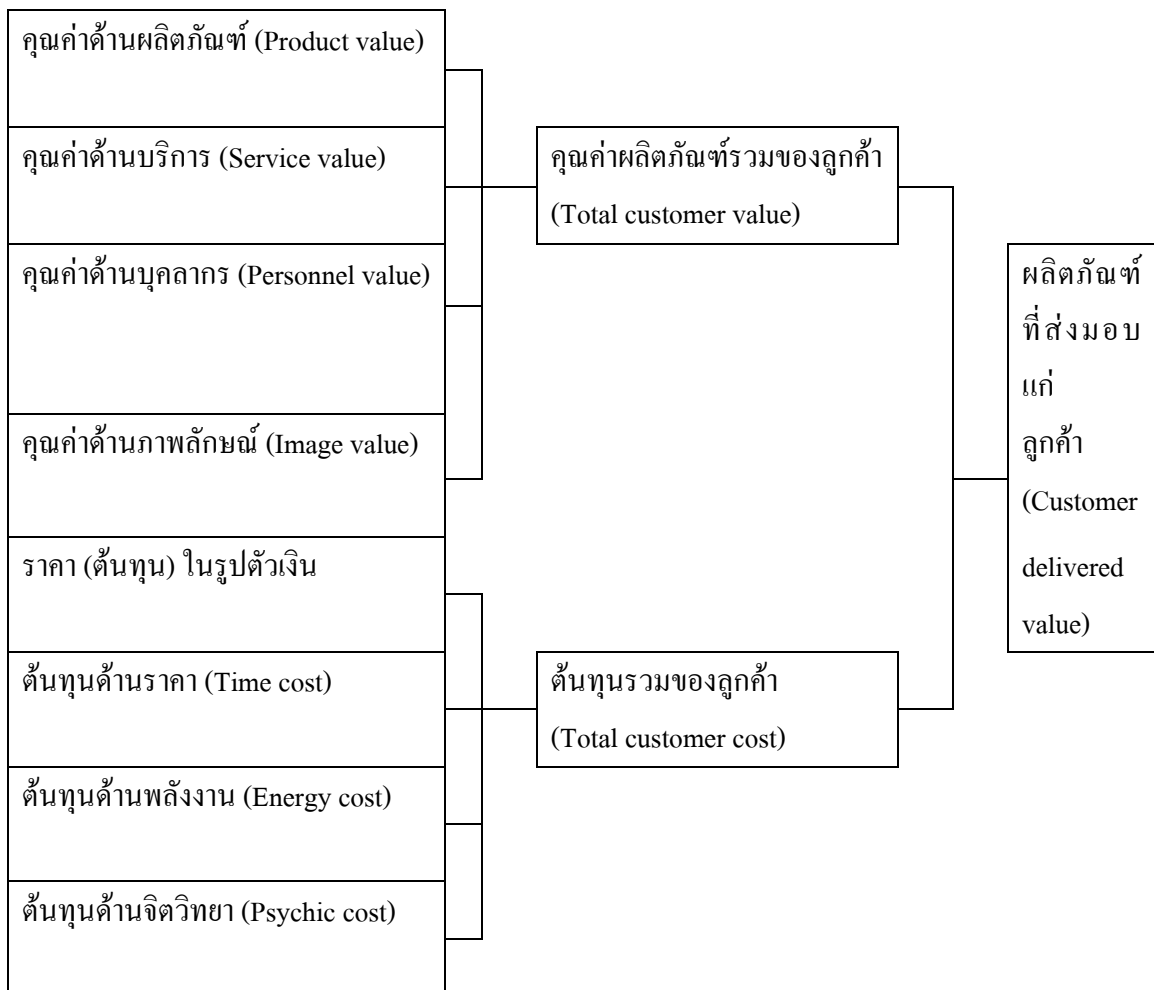 คุณค่าด้านผลิตภัณฑ์ (Product value)
คุณค่าด้านบริการ (Service value)
คุณค่าด้านบุคลากร (Personnel value)
คุณค่าด้านภาพลักษณ์ (Image value)
ราคา (ต้นทุน) ในรูปตัวเงิน
ต้นทุนด้านราคา (Time cost)
ต้นทุนด้านพลังงาน (Energy cost)
ต้นทุนด้านจิตวิทยา (Psychic cost)
คุณค่าผลิตภัณฑ์รวมของลูกค้า
(Total customer value)
ต้นทุนรวมของลูกค้า
(Total customer cost)
ผลิตภัณฑ์
ที่ส่งมอบ
แก่
ลูกค้า
(Customer
delivered
value)